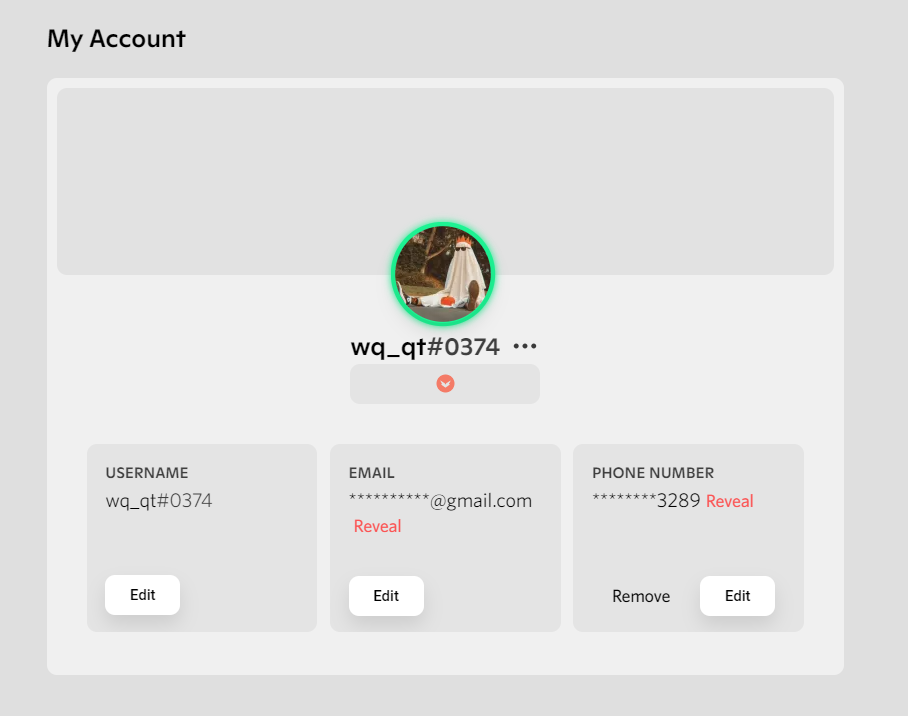 My Account
wq_qt#0374
USERNAME
wq_qt#0374
Edit
EMAIL
**********@gmail.com
Reveal
Edit
PHONE NUMBER
********3289 Reveal
Remove Edit